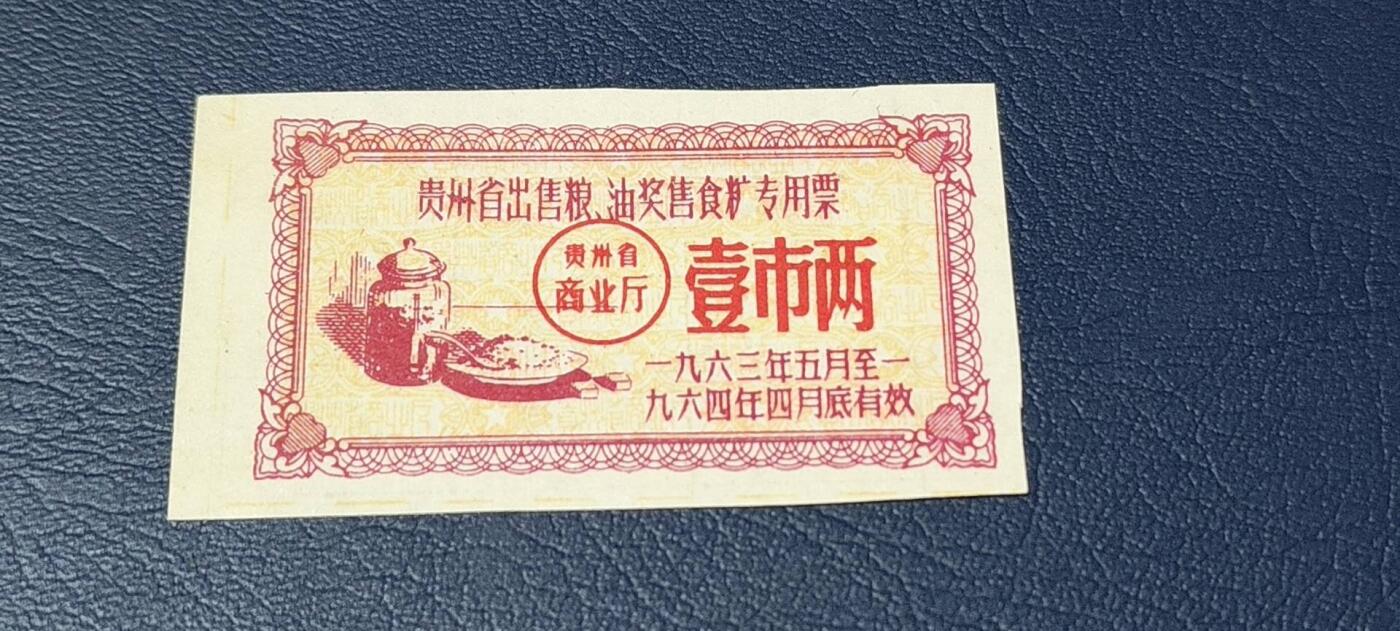 贵州省出售粮、油奖售食糖专用票
贵州省
商业厅
壹市两
一九六三年五月至一
九六四年四月底有效